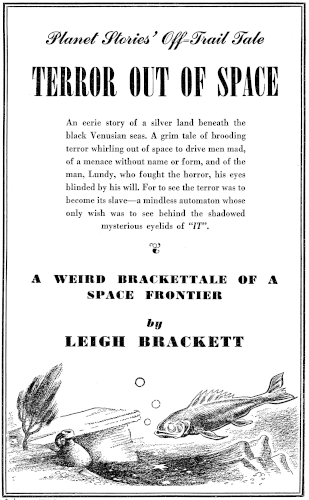 Planet Stories' Off-Trail Tale
TERROR OUT OF SPACE
An eerie story of a silver land beneath the
black Venusian seas. A grim tale of brooding
terror whirling out of space to drive men mad,
of a menace without name or form, and of the
man, Lundy, who fought the horror, his eyes
blinded by his will. For to see the terror was to
become its slave—a mindless automaton whose
only wish was to see behind the shadowed
mysterious eyelids of "IT".
A WEIRD BRACKETTALE OF A
SPACE FRONTIER
by
LEIGH BRACKETT